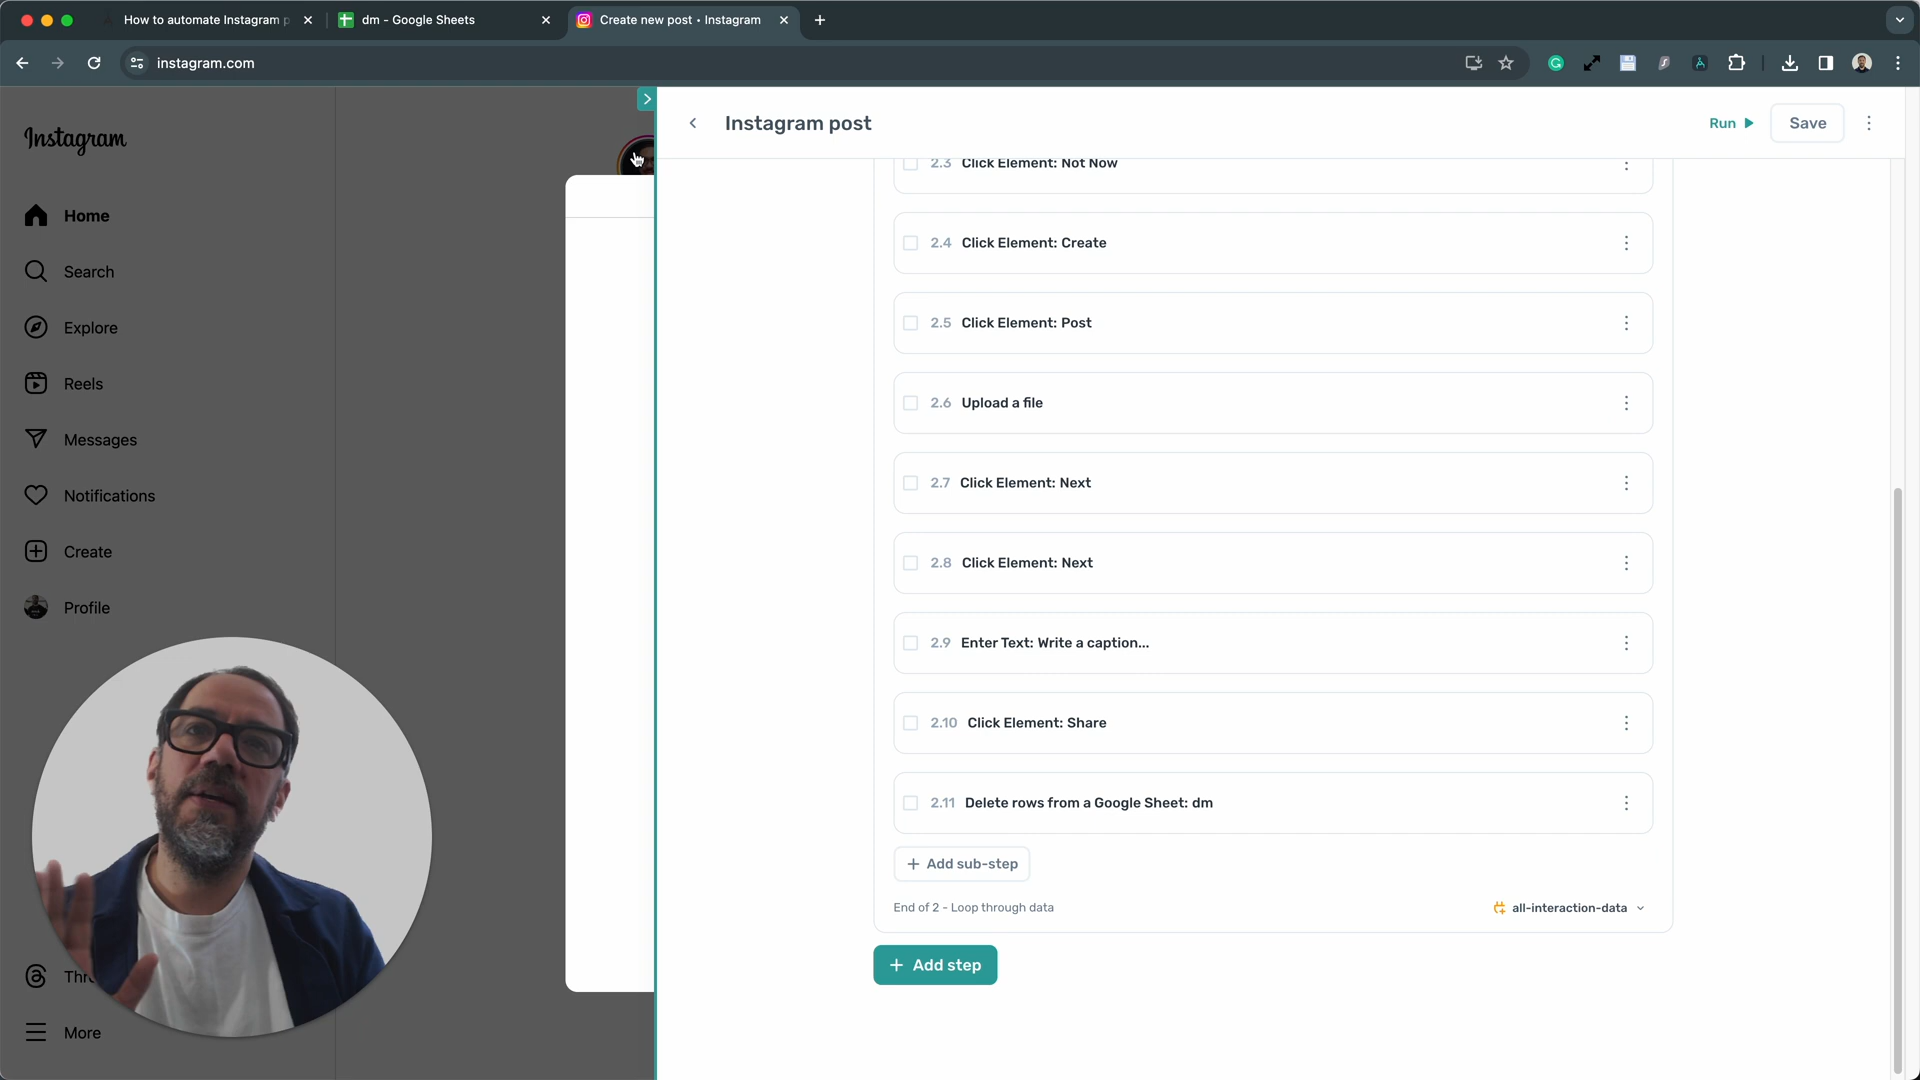 How to automate Instagram p
dm - Google Sheets
Create new post • Instagram
instagram.com
Instagram
Home
Search
Explore
Reels
Messages
Notifications
Create
Profile
More
Instagram post
Run
Save
2.3 Click Element: Not Now
2.4 Click Element: Create
2.5 Click Element: Post
2.6 Upload a file
2.7 Click Element: Next
2.8 Click Element: Next
2.9 Enter Text: Write a caption...
2.10 Click Element: Share
2.11 Delete rows from a Google Sheet: dm
+ Add sub-step
End of 2 - Loop through data
all-interaction-data
+ Add step